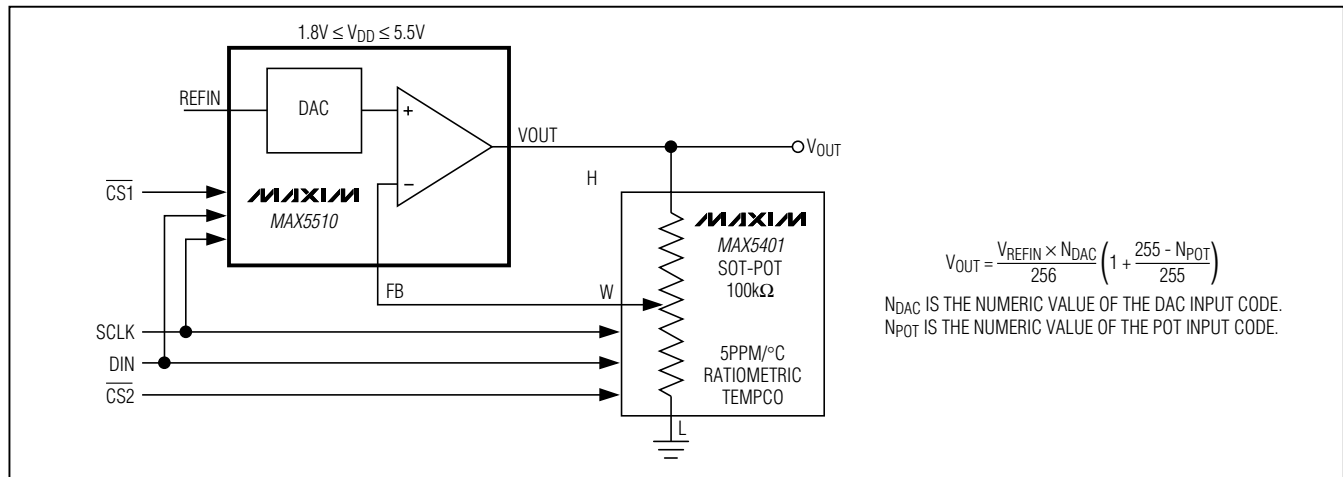 1.8V ≤ VDD ≤ 5.5V
REFIN
DAC
+
−
VOUT
VOUT
CS1
MAXIM
MAX5510
H
MAXIM
MAX5401
SOT-POT
100kΩ
FB
W
SCLK
DIN
CS2
5PPM/°C
RATIOMETRIC
TEMPCO
L
VOUT = VREFIN × NDAC / 256 (1 + 255 - NPOT / 255)
NDAC IS THE NUMERIC VALUE OF THE DAC INPUT CODE.
NPOT IS THE NUMERIC VALUE OF THE POT INPUT CODE.